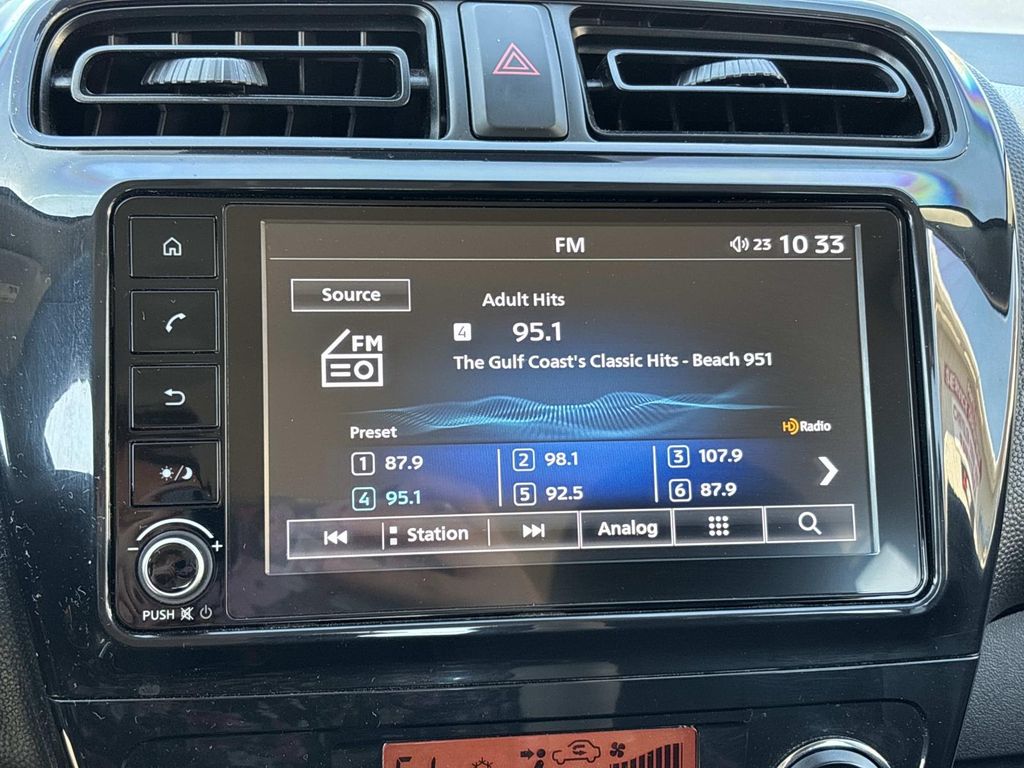 FM
23 10 33
Source
Adult Hits
4 95.1
FM
The Gulf Coast's Classic Hits - Beach 951
HD Radio
Preset
1 87.9
2 98.1
3 107.9
4 95.1
5 92.5
6 87.9
Station
Analog
- +
PUSH